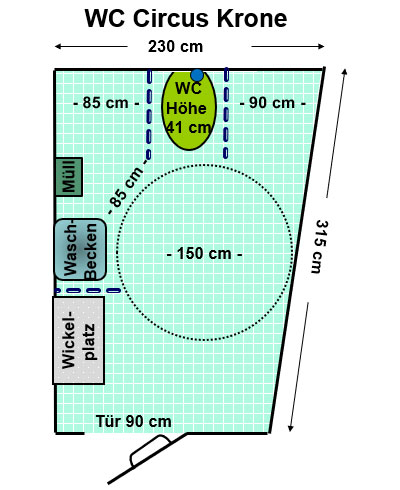 WC Circus Krone
230 cm
- 85 cm -
WC
Höhe
41 cm
- 90 cm -
Müll
- 85 cm -
Wasch-
Becken
- 150 cm -
315 cm
Wickel-
platz
Tür 90 cm